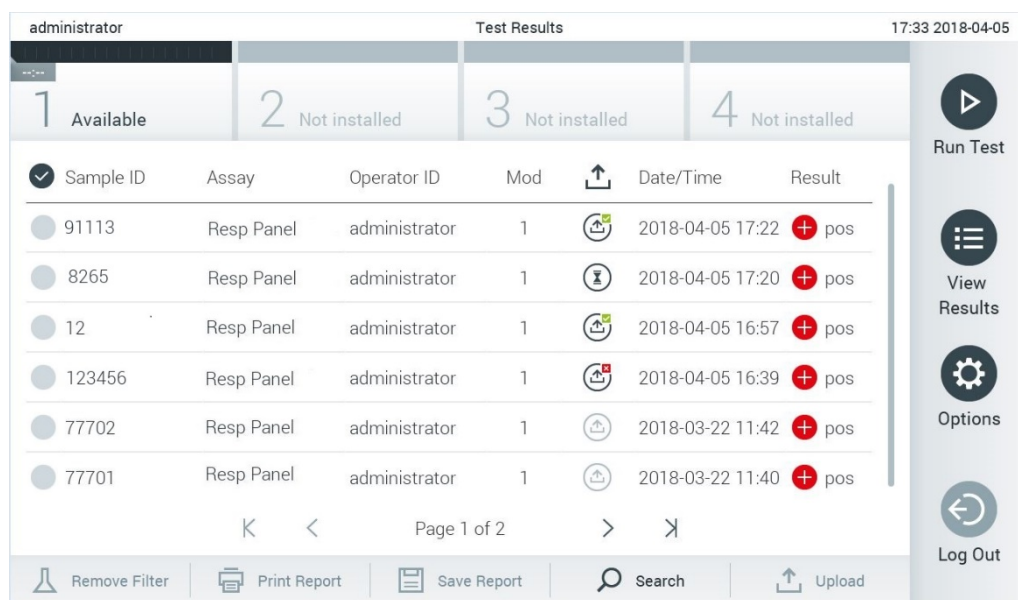 administrator Test Results 17:33 2018-04-05
--:--
1 Available 2 Not installed 3 Not installed 4 Not installed
Run Test
Sample ID Assay Operator ID Mod Date/Time Result
91113 Resp Panel administrator 1 2018-04-05 17:22 pos
8265 Resp Panel administrator 1 2018-04-05 17:20 pos
View
Results
12 Resp Panel administrator 1 2018-04-05 16:57 pos
123456 Resp Panel administrator 1 2018-04-05 16:39 pos
Options
77702 Resp Panel administrator 1 2018-03-22 11:42 pos
77701 Resp Panel administrator 1 2018-03-22 11:40 pos
Page 1 of 2
Log Out
Remove Filter Print Report Save Report Search Upload